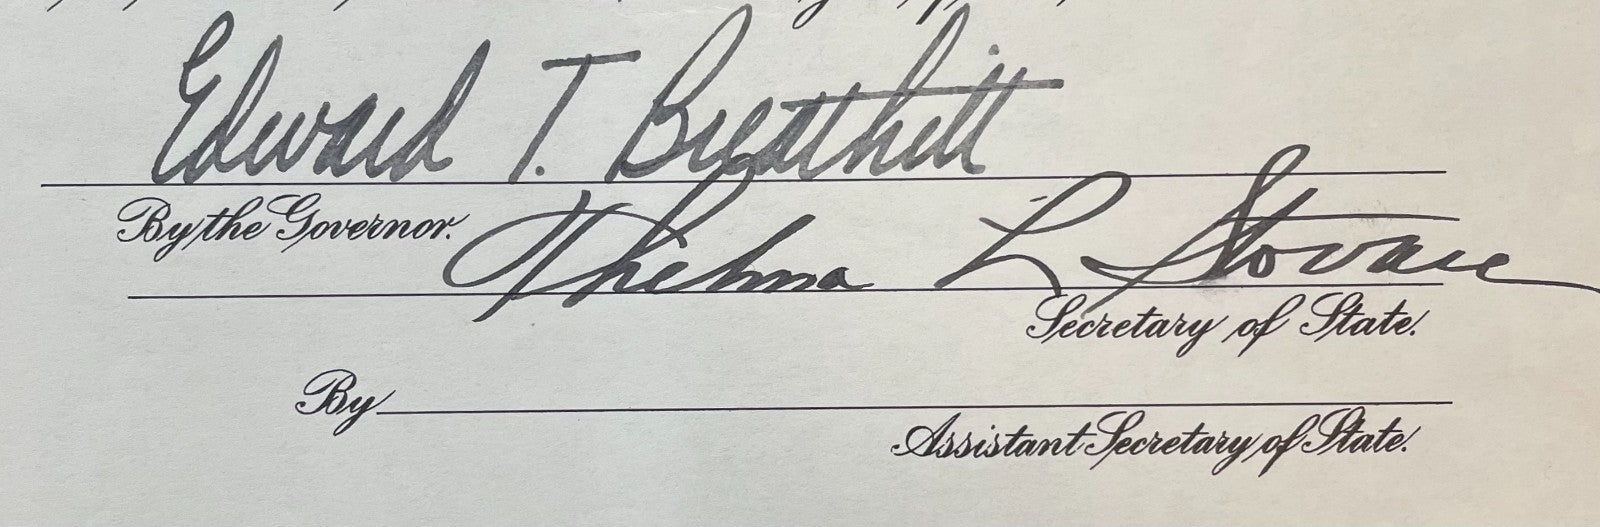 Edward T. Breathitt
By the Governor.
Thelma L Stovall
Secretary of State.
By
Assistant Secretary of State.